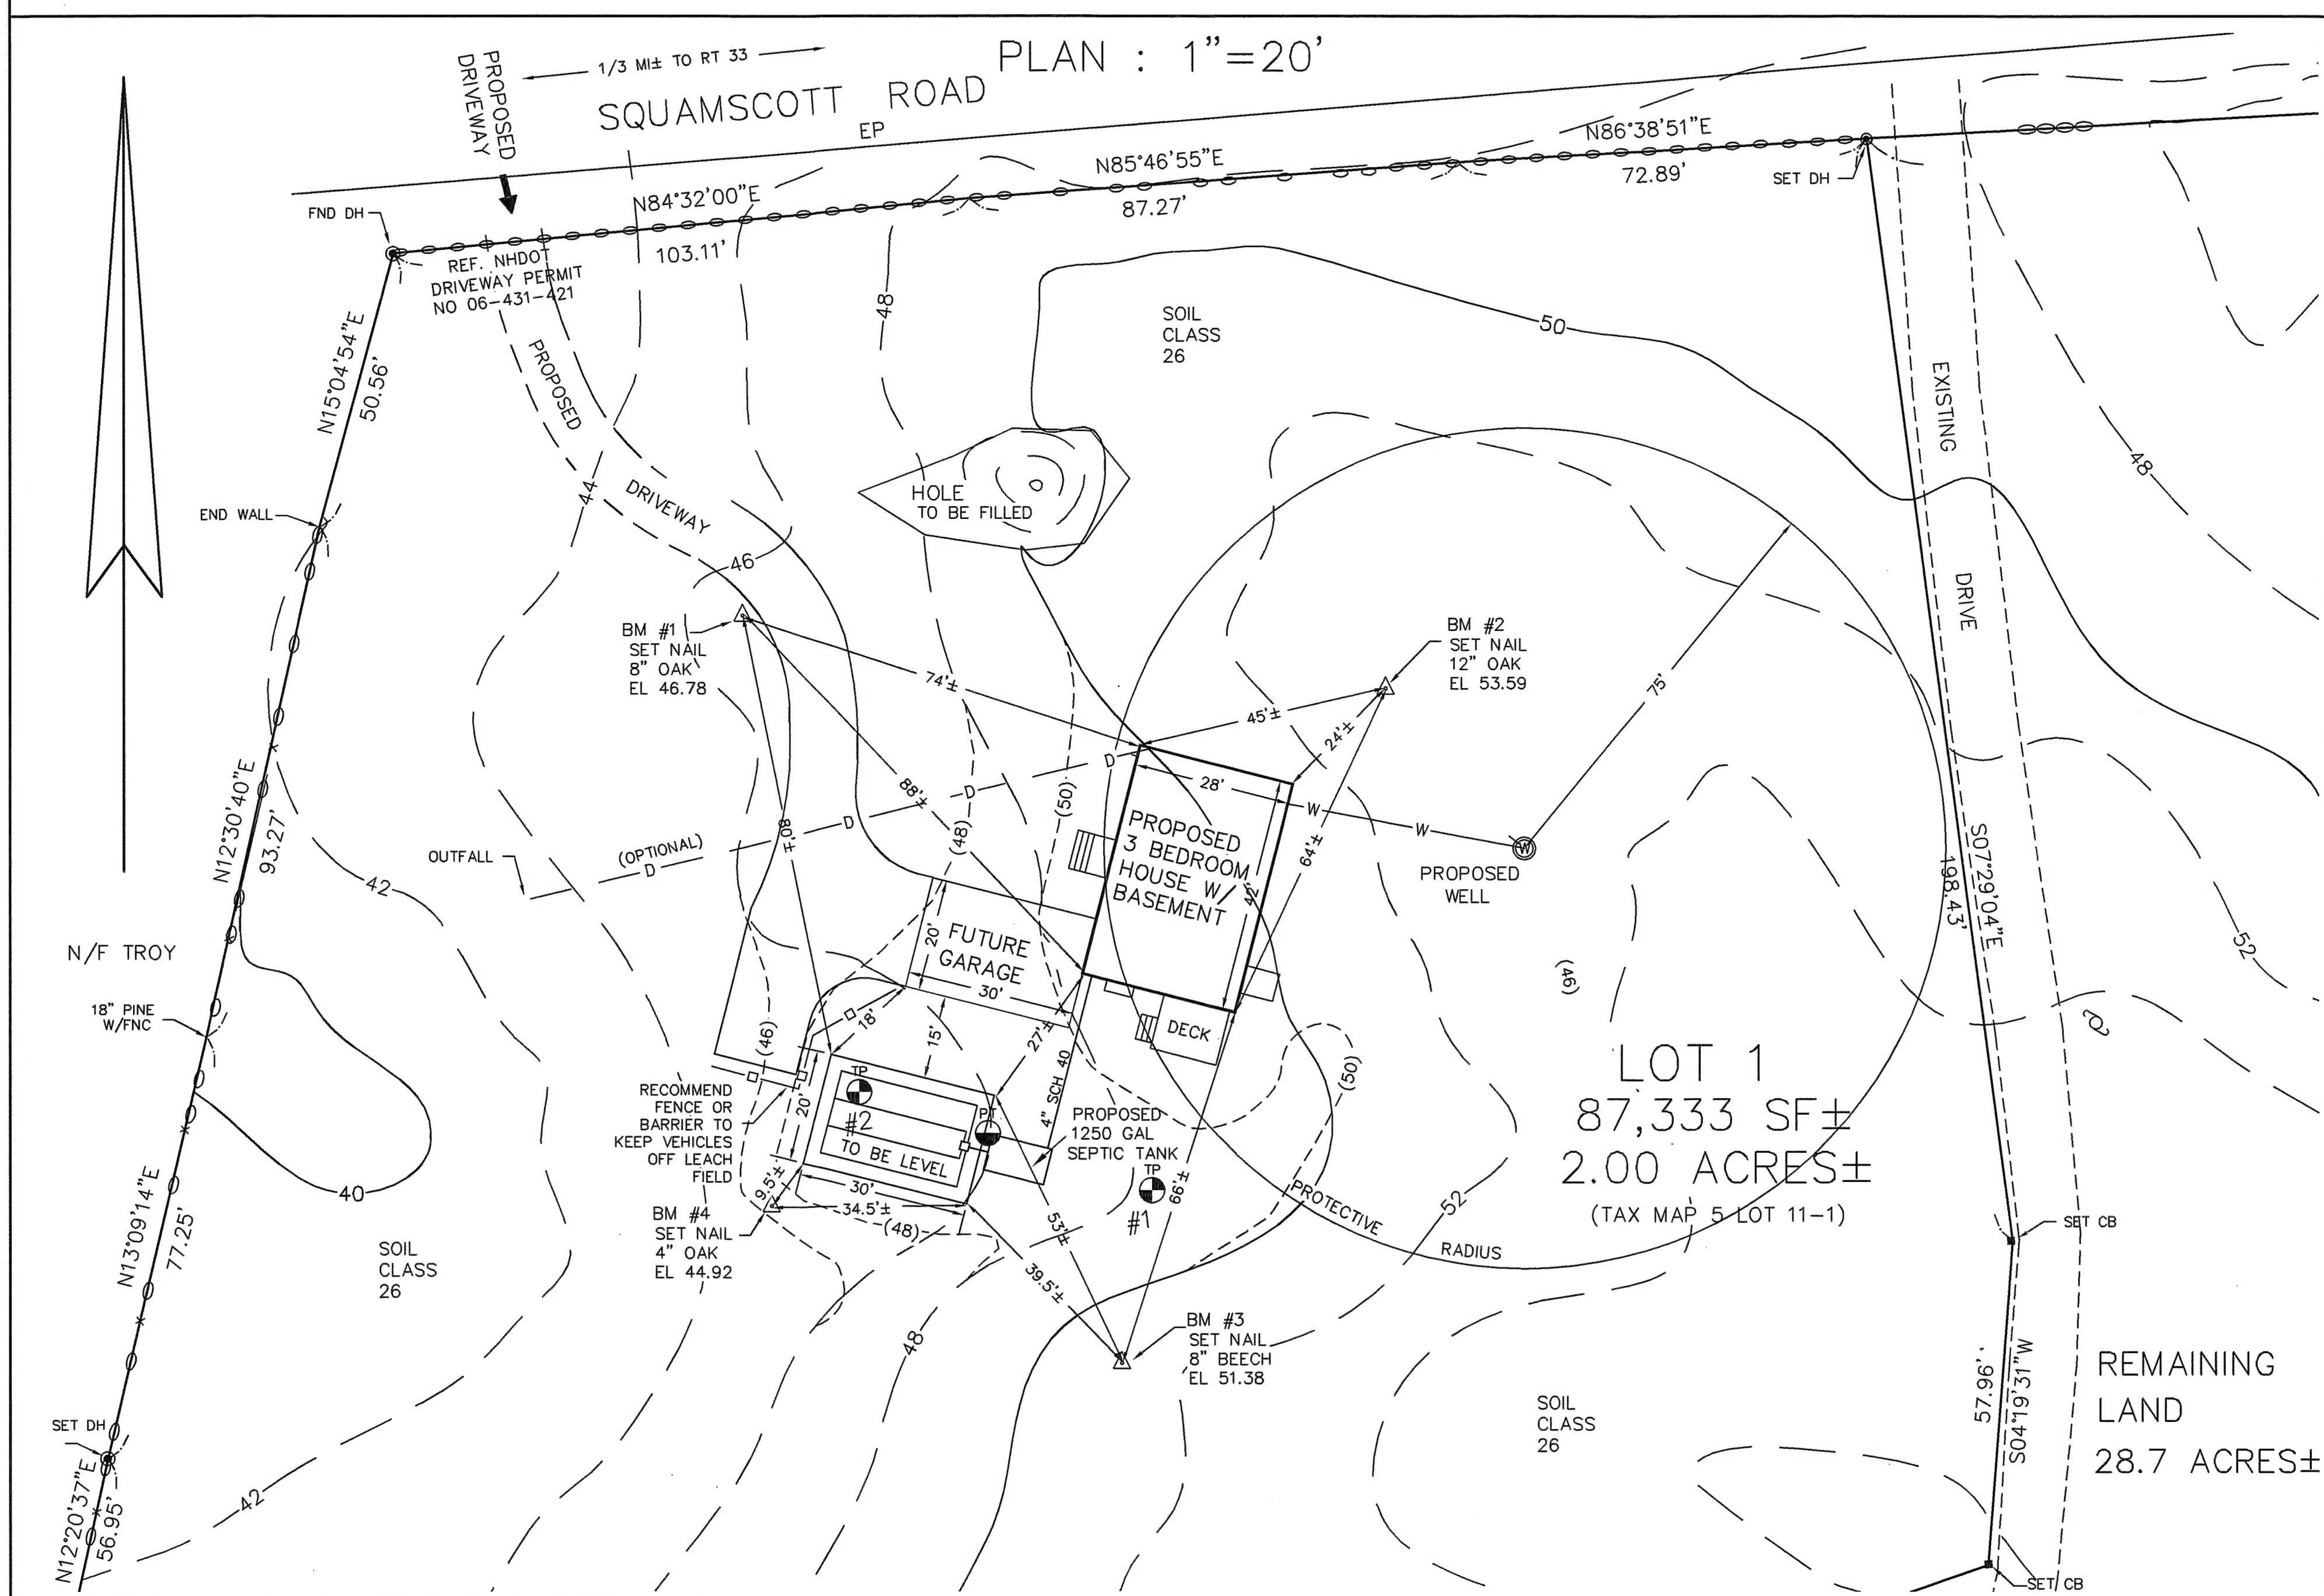 PLAN : 1"=20'
1/3 MI± TO RT 33
PROPOSED
DRIVEWAY
SQUAMSCOTT ROAD
EP
N86°38'51"E
72.89'
N85°46'55"E
87.27'
N84°32'00"E
103.11'
SET DH
FND DH
REF. NHDOT
DRIVEWAY PERMIT
NO 06-431-421
48
SOIL
CLASS
26
50
N15°04'54"E
50.56'
PROPOSED
DRIVEWAY
EXISTING
DRIVE
48
44
END WALL
HOLE
TO BE FILLED
46
BM #1
SET NAIL
8" OAK
EL 46.78
BM #2
SET NAIL
12" OAK
EL 53.59
75'
74'±
45'±
24'±
D
28'
88'±
80'±
D
D
(50)
W
W
W
64'±
PROPOSED
3 BEDROOM
HOUSE W/
BASEMENT
42'
(48)
(OPTIONAL)
D
OUTFALL
N12°30'40"E
93.27'
42
PROPOSED
WELL
S07°29'04"E
198.43'
52
N/F TROY
20'
FUTURE
GARAGE
30'
(46)
18" PINE
W/FNC
18'
15'
27'±
DECK
(46)
4" SCH 40
(50)
LOT 1
87,333 SF±
2.00 ACRES±
(TAX MAP 5 LOT 11-1)
RECOMMEND
FENCE OR
BARRIER TO
KEEP VEHICLES
OFF LEACH
FIELD
20'
TP
#2
PIT
TO BE LEVEL
PROPOSED
1250 GAL
SEPTIC TANK
TP
#1
66'±
9.5'±
30'
34.5'±
(48)
53'±
39.5'±
PROTECTIVE
RADIUS
52
40
N13°09'14"E
77.25'
BM #4
SET NAIL
4" OAK
EL 44.92
SET CB
SOIL
CLASS
26
48
BM #3
SET NAIL
8" BEECH
EL 51.38
57.96'
S04°19'31"W
REMAINING
LAND
28.7 ACRES±
SOIL
CLASS
26
SET DH
42
N12°20'37"E
56.95'
SET CB